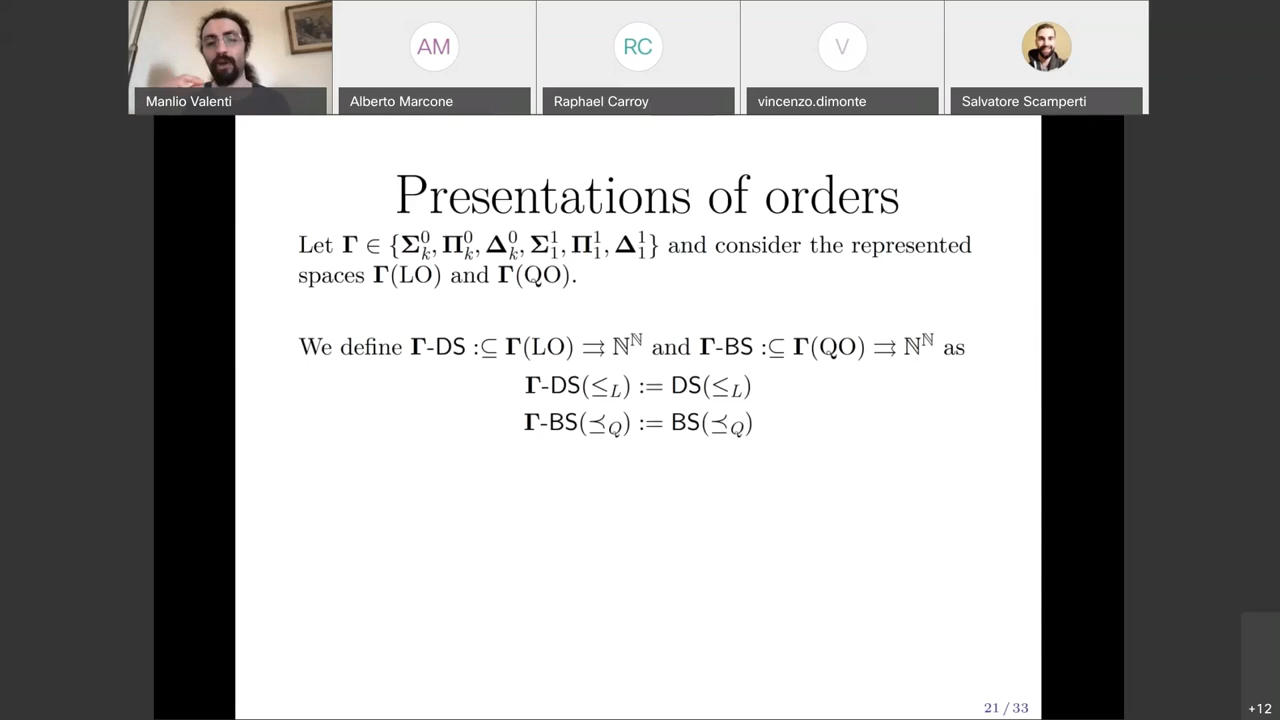 AM
RC
V
Manlio Valenti
Alberto Marcone
Raphael Carroy
vincenzo.dimonte
Salvatore Scamperti
Presentations of orders
Let Γ ∈ {Σ⁰ₖ, Π⁰ₖ, Δ⁰ₖ, Σ¹₁, Π¹₁, Δ¹₁} and consider the represented
spaces Γ(LO) and Γ(QO).
We define Γ-DS :⊆ Γ(LO) ⇉ ℕ^ℕ and Γ-BS :⊆ Γ(QO) ⇉ ℕ^ℕ as
Γ-DS(≤_L) := DS(≤_L)
Γ-BS(⪯_Q) := BS(⪯_Q)
21 / 33
+12